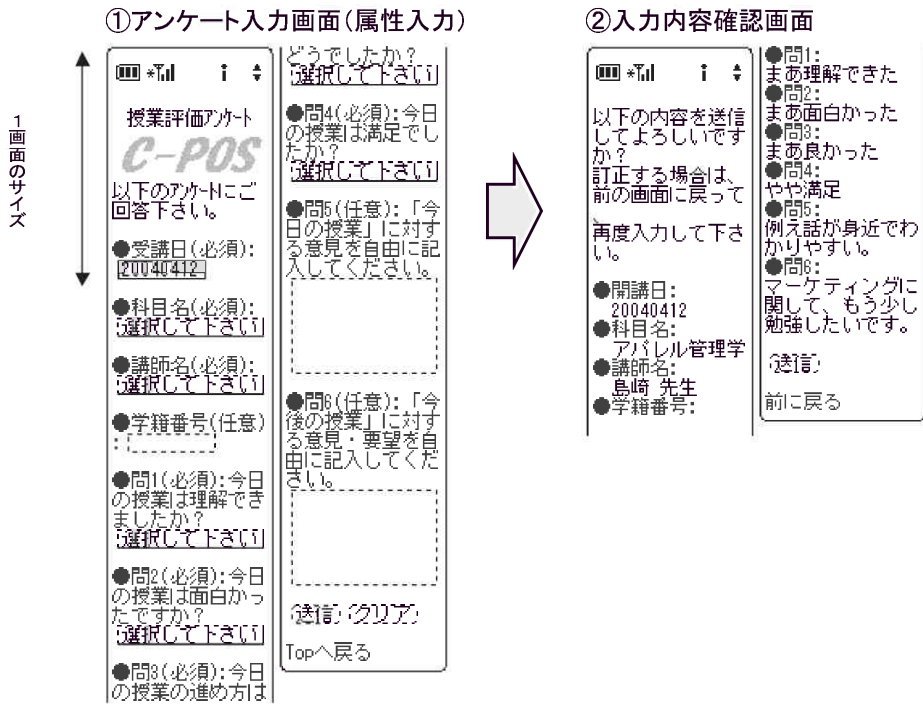 ①アンケート入力画面(属性入力)
1画面のサイズ
授業評価アンケート
C-POS
以下のアンケートにご
回答下さい。
●受講日(必須):
20040412
●科目名(必須):
選択して下さい
●講師名(必須):
選択して下さい
●学籍番号(任意)
:
●問1(必須):今日
の授業は理解でき
ましたか?
選択して下さい
●問2(必須):今日
の授業は面白かっ
たですか?
選択して下さい
●問3(必須):今日
の授業の進め方は
どうでしたか?
選択して下さい
●問4(必須):今日
の授業は満足でし
たか?
選択して下さい
●問5(任意):「今
日の授業」に対す
る意見を自由に記
入してください。
●問6(任意):「今
後の授業」に対す
る意見・要望を自
由に記入してくだ
さい。
送信 クリア
Topへ戻る
②入力内容確認画面
以下の内容を送信
してよろしいです
か?
訂正する場合は、
前の画面に戻って
再度入力して下さ
い。
●開講日:
20040412
●科目名:
アパレル管理学
●講師名:
島崎 先生
●学籍番号:
●問1:
まあ理解できた
●問2:
まあ面白かった
●問3:
まあ良かった
●問4:
やや満足
●問5:
例え話が身近でわ
かりやすい。
●問6:
マーケティングに
関して、もう少し
勉強したいです。
送信
前に戻る